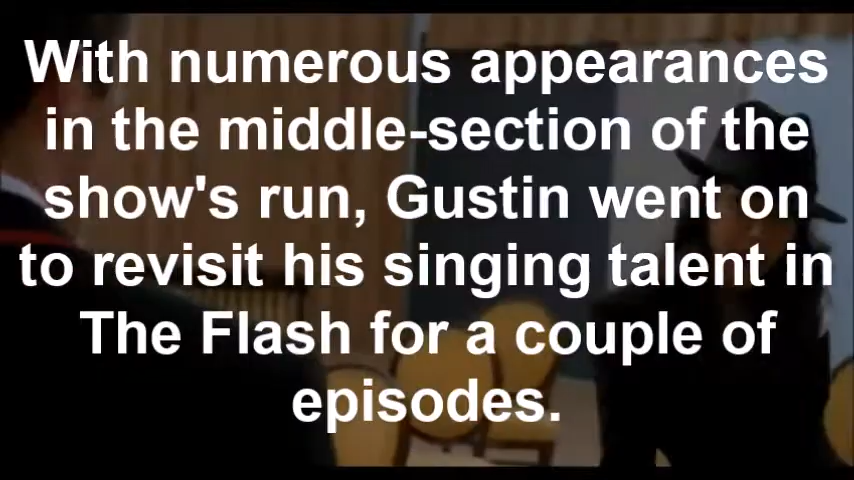 With numerous appearances
in the middle-section of the
show's run, Gustin went on
to revisit his singing talent in
The Flash for a couple of
episodes.